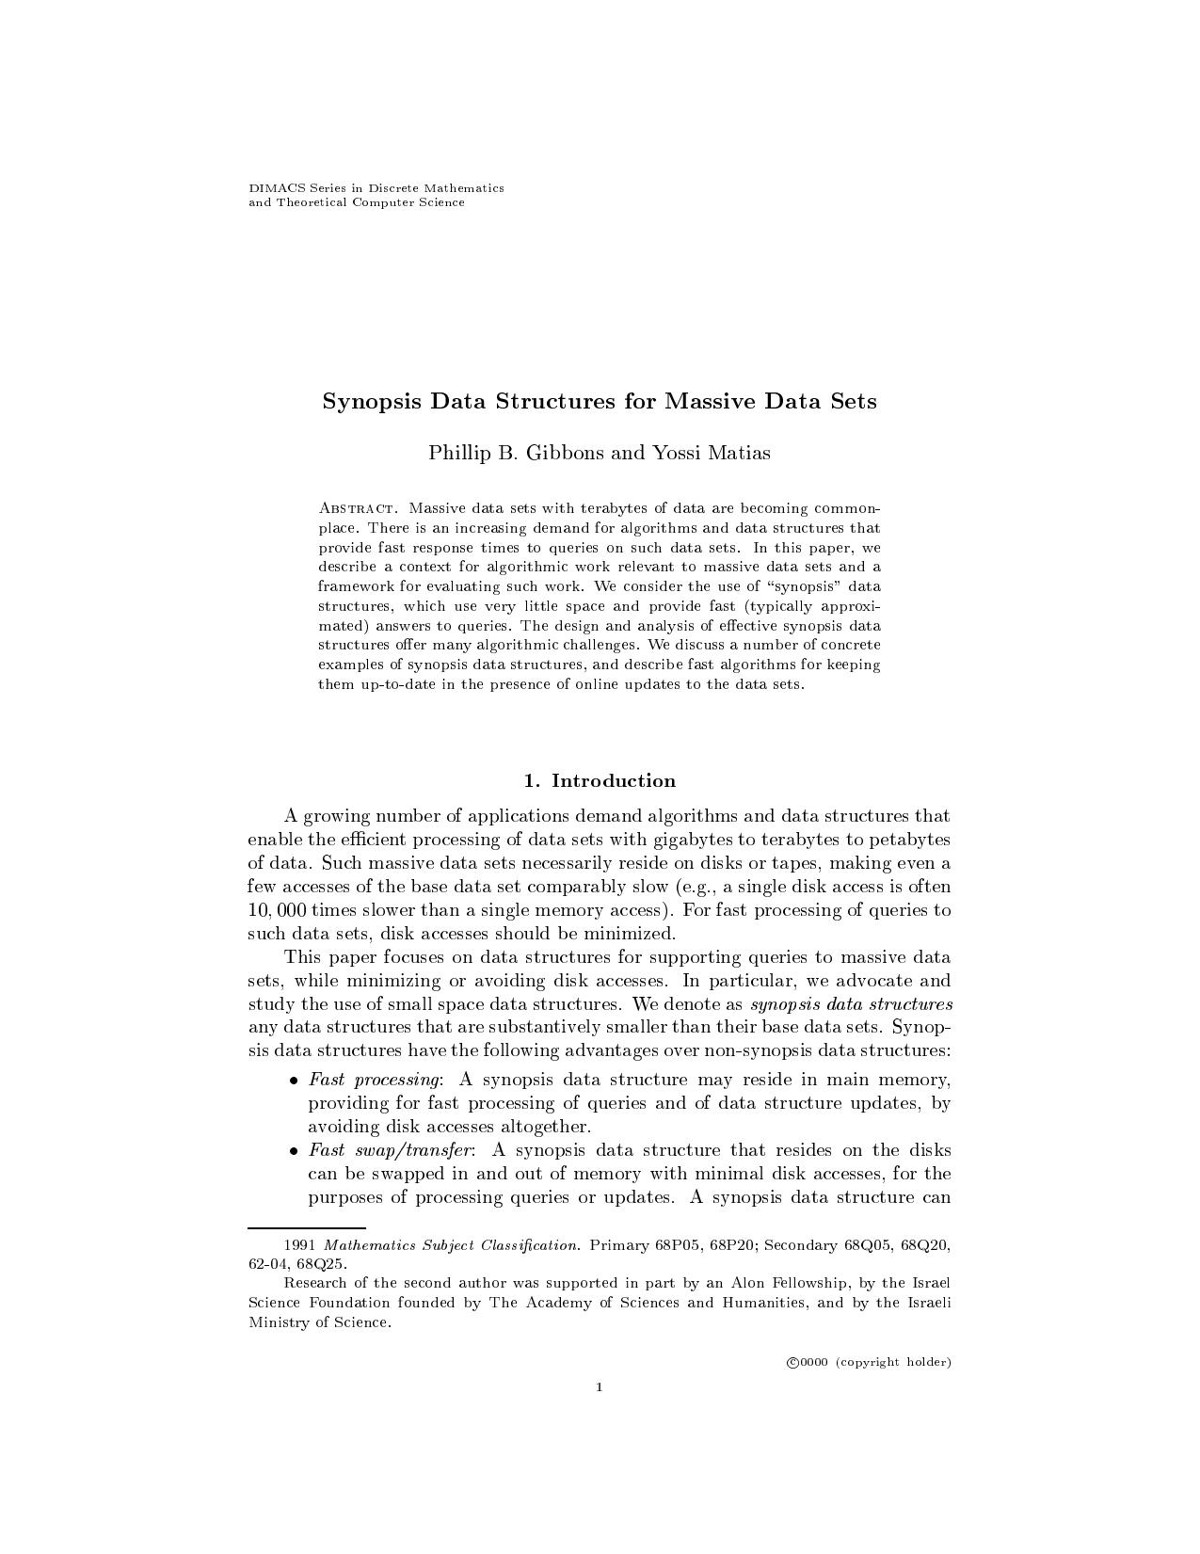 DIMACS Series in Discrete Mathematics
and Theoretical Computer Science
Synopsis Data Structures for Massive Data Sets
Phillip B. Gibbons and Yossi Matias
Abstract. Massive data sets with terabytes of data are becoming common-
place. There is an increasing demand for algorithms and data structures that
provide fast response times to queries on such data sets. In this paper, we
describe a context for algorithmic work relevant to massive data sets and a
framework for evaluating such work. We consider the use of “synopsis” data
structures, which use very little space and provide fast (typically approxi-
mated) answers to queries. The design and analysis of effective synopsis data
structures offer many algorithmic challenges. We discuss a number of concrete
examples of synopsis data structures, and describe fast algorithms for keeping
them up-to-date in the presence of online updates to the data sets.
1. Introduction
A growing number of applications demand algorithms and data structures that
enable the efficient processing of data sets with gigabytes to terabytes to petabytes
of data. Such massive data sets necessarily reside on disks or tapes, making even a
few accesses of the base data set comparably slow (e.g., a single disk access is often
10, 000 times slower than a single memory access). For fast processing of queries to
such data sets, disk accesses should be minimized.
This paper focuses on data structures for supporting queries to massive data
sets, while minimizing or avoiding disk accesses. In particular, we advocate and
study the use of small space data structures. We denote as synopsis data structures
any data structures that are substantively smaller than their base data sets. Synop-
sis data structures have the following advantages over non-synopsis data structures:
• Fast processing: A synopsis data structure may reside in main memory,
providing for fast processing of queries and of data structure updates, by
avoiding disk accesses altogether.
• Fast swap/transfer: A synopsis data structure that resides on the disks
can be swapped in and out of memory with minimal disk accesses, for the
purposes of processing queries or updates. A synopsis data structure can
1991 Mathematics Subject Classification. Primary 68P05, 68P20; Secondary 68Q05, 68Q20,
62-04, 68Q25.
Research of the second author was supported in part by an Alon Fellowship, by the Israel
Science Foundation founded by The Academy of Sciences and Humanities, and by the Israeli
Ministry of Science.
©0000 (copyright holder)
1